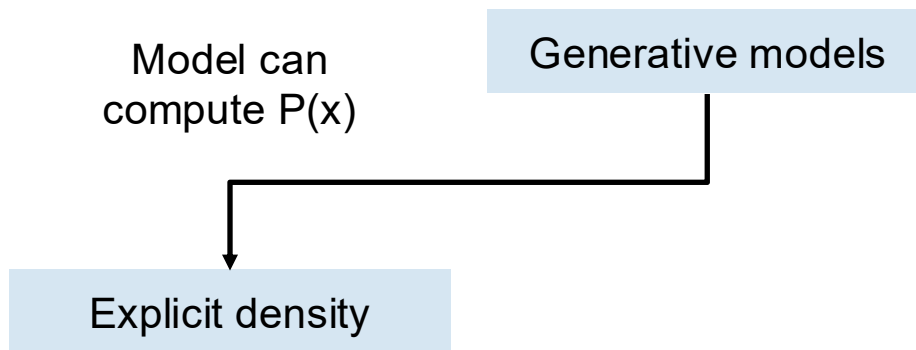 Model can
compute P(x)
Generative models
Explicit density